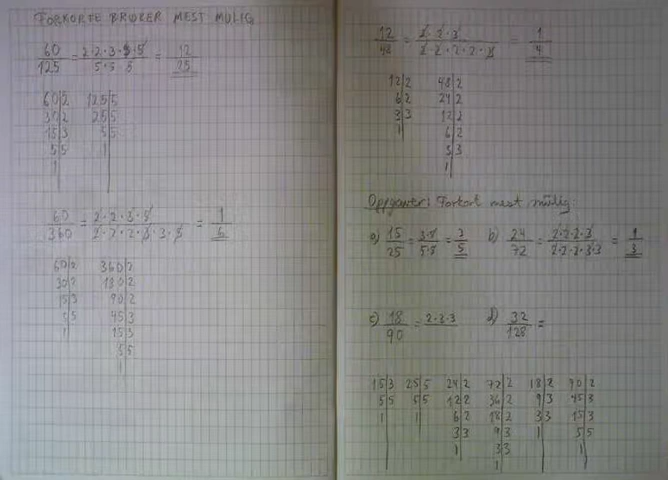 FORKORTE BRØKER MEST MULIG
60/125 = 2·2·3·5·5/5·5·5 = 12/25
60|2 125|5
30|2 25|5
15|3 5|5
5|5 1|
1|
60/360 = 2·2·3·5/2·2·2·3·3·5 = 1/6
60|2 360|2
30|2 180|2
15|3 90|2
5|5 45|3
1| 15|3
5|5
1|
12/48 = 2·2·3/2·2·2·2·3 = 1/4
12|2 48|2
6|2 24|2
3|3 12|2
1| 6|2
3|3
1|
Oppgaver: Forkort mest mulig:
a) 15/25 = 3·5/5·5 = 3/5 b) 24/72 = 2·2·2·3/2·2·2·3·3 = 1/3
c) 18/90 = 2·3·3 d) 32/128 =
15|3 25|5 24|2 72|2 18|2 90|2
5|5 5|5 12|2 36|2 9|3 45|3
1| 1| 6|2 18|2 3|3 15|3
3|3 9|3 1| 5|5
1| 3|3 1|
1|